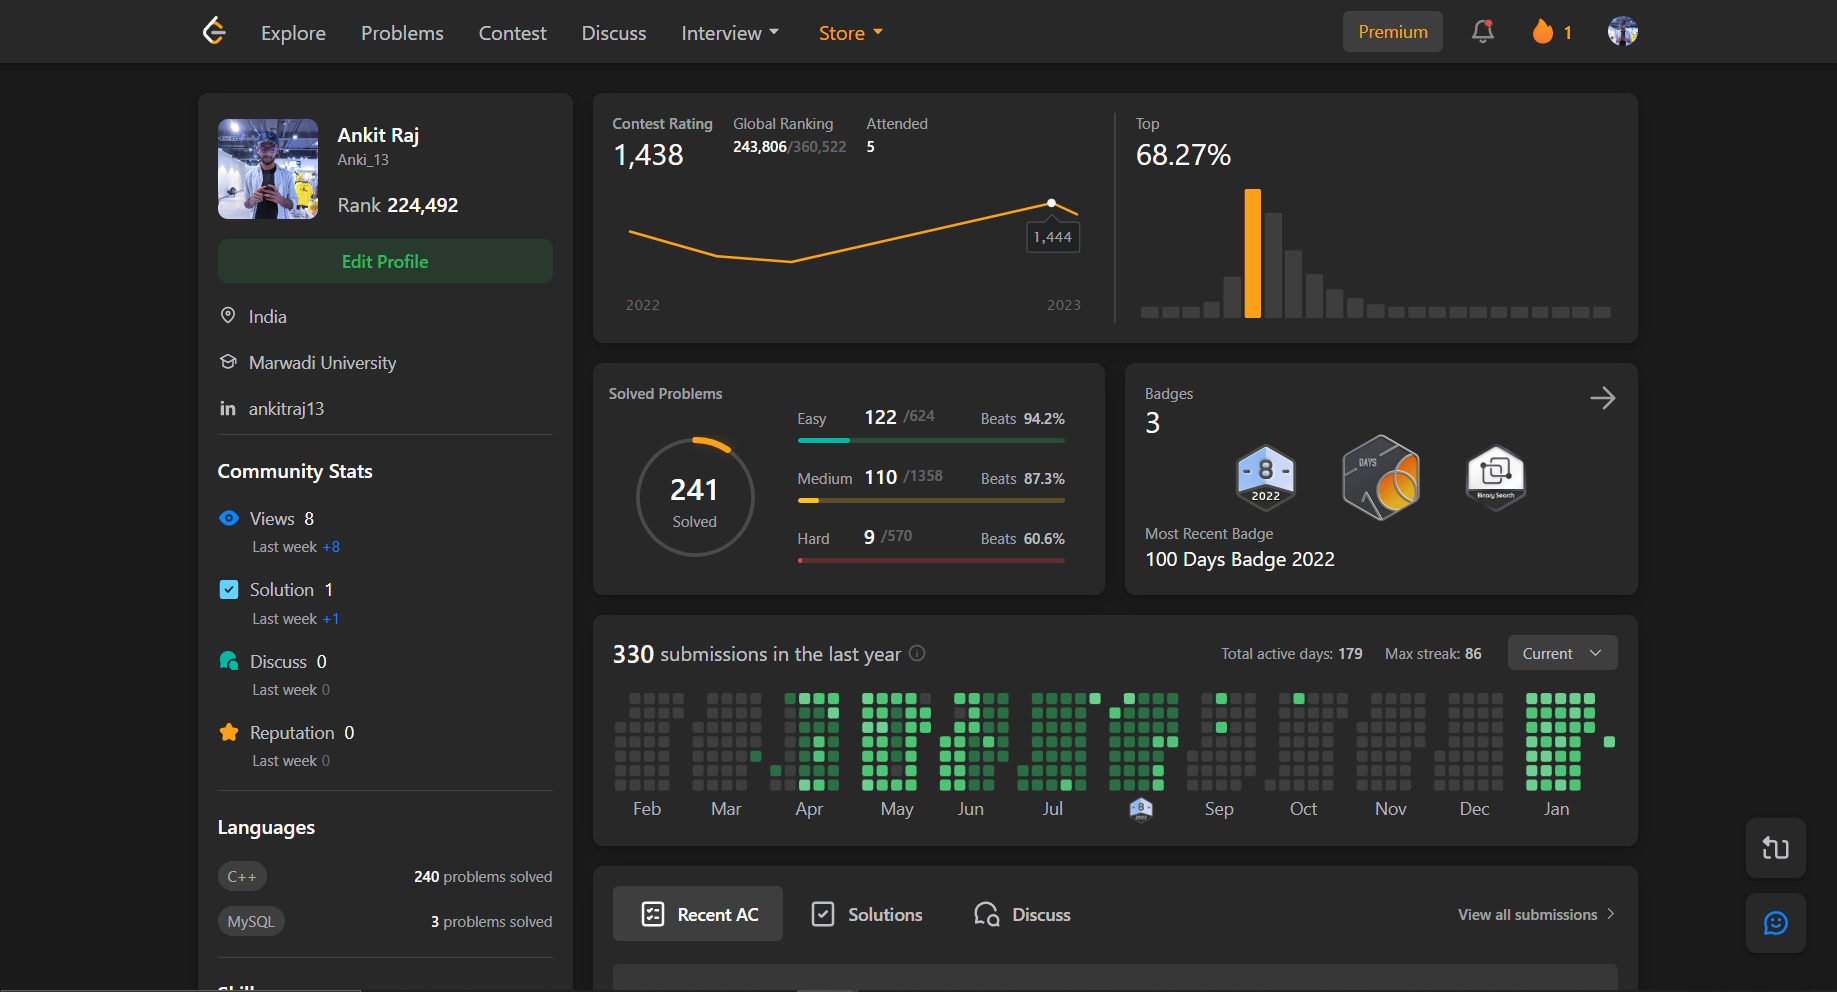 Explore Problems Contest Discuss Interview Store Premium 1
Ankit Raj
Anki_13
Rank 224,492
Edit Profile
India
Marwadi University
ankitraj13
Community Stats
Views 8
Last week +8
Solution 1
Last week +1
Discuss 0
Last week 0
Reputation 0
Last week 0
Languages
C++ 240 problems solved
MySQL 3 problems solved
Contest Rating Global Ranking Attended
1,438 243,806/360,522 5
1,444
2022 2023
Top
68.27%
Solved Problems
241
Solved
Easy 122 /624 Beats 94.2%
Medium 110 /1358 Beats 87.3%
Hard 9 /570 Beats 60.6%
Badges
3
8
2022
DAYS
Binary Search
Most Recent Badge
100 Days Badge 2022
330 submissions in the last year Total active days: 179 Max streak: 86 Current
Feb Mar Apr May Jun Jul Sep Oct Nov Dec Jan
Recent AC Solutions Discuss View all submissions